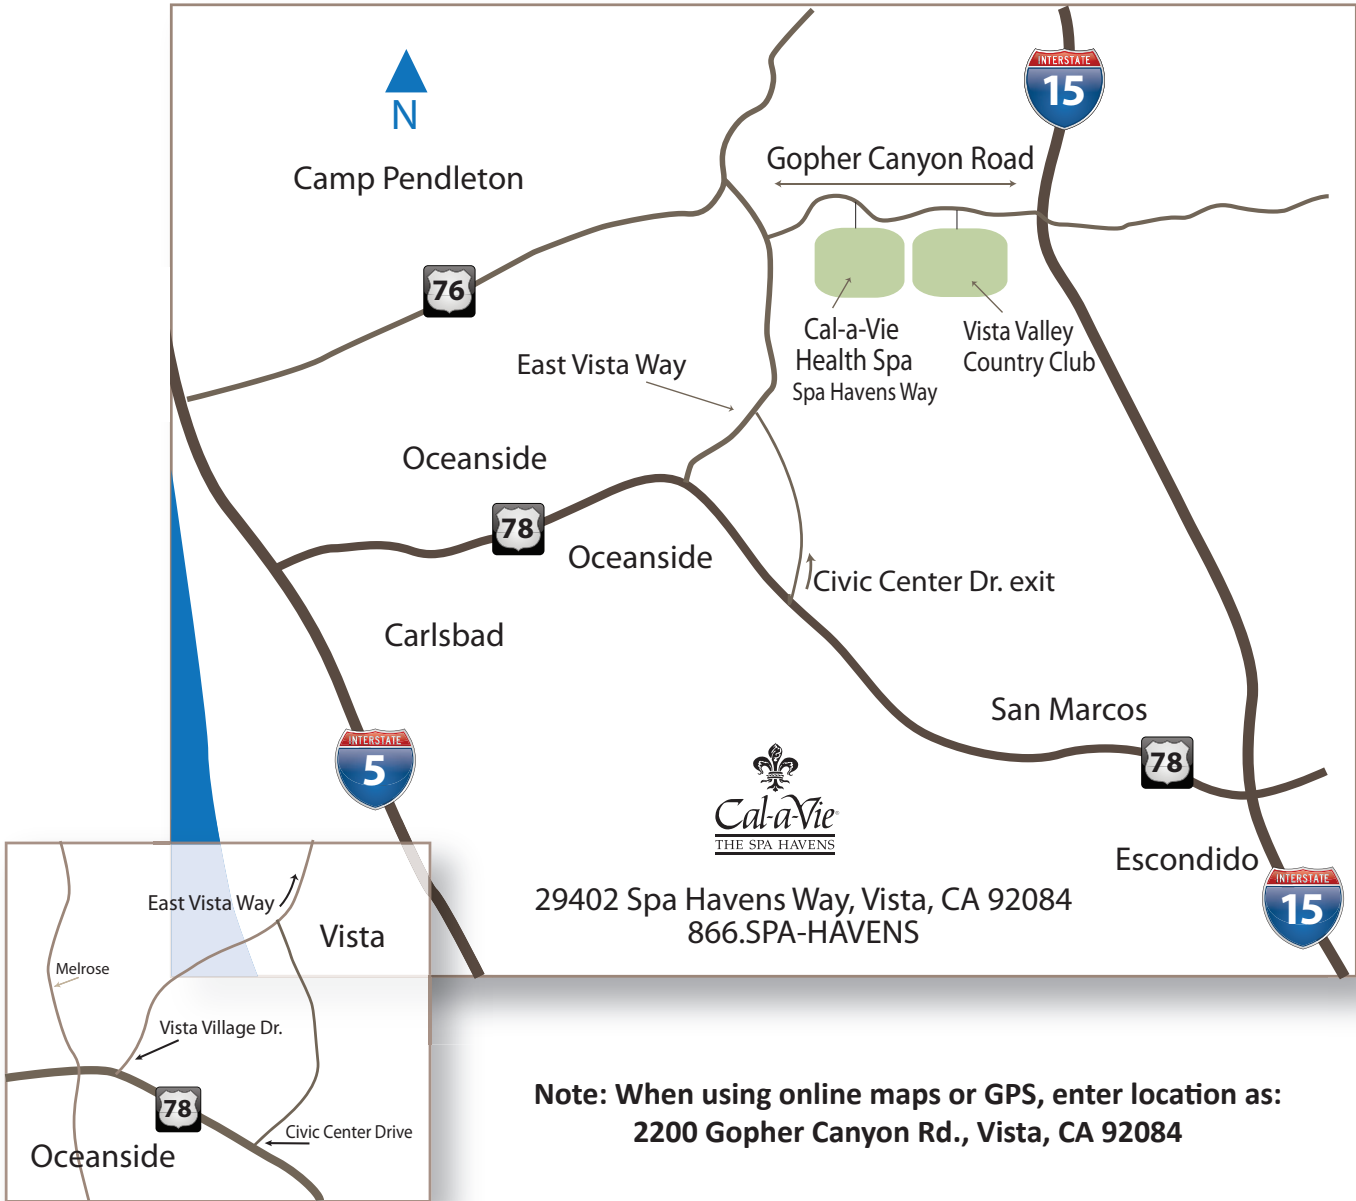 INTERSTATE
15
N
Gopher Canyon Road
Camp Pendleton
76
Cal-a-Vie
Health Spa
Spa Havens Way
Vista Valley
Country Club
East Vista Way
Oceanside
78
Oceanside
Civic Center Dr. exit
Carlsbad
San Marcos
INTERSTATE
5
78
Cal-a-Vie®
THE SPA HAVENS
Escondido
INTERSTATE
15
29402 Spa Havens Way, Vista, CA 92084
866.SPA-HAVENS
East Vista Way
Vista
Melrose
Vista Village Dr.
78
Civic Center Drive
Oceanside
Note: When using online maps or GPS, enter location as:
2200 Gopher Canyon Rd., Vista, CA 92084